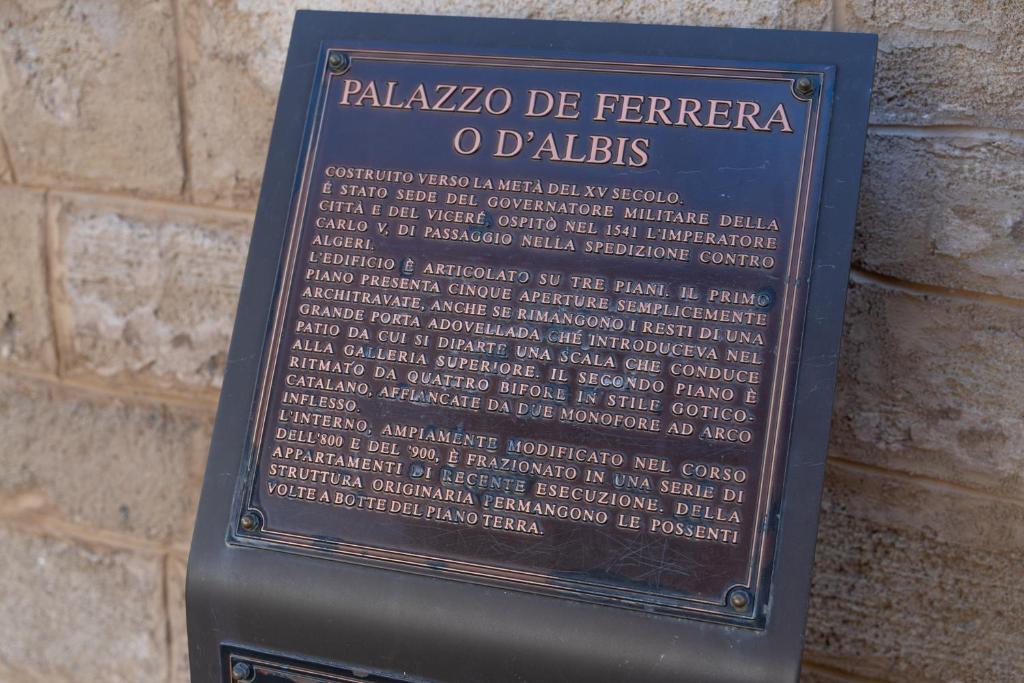 PALAZZO DE FERRERA
O D'ALBIS
COSTRUITO VERSO LA METÀ DEL XV SECOLO.
È STATO SEDE DEL GOVERNATORE MILITARE DELLA
CITTÀ E DEL VICERÉ, OSPITÒ NEL 1541 L'IMPERATORE
CARLO V, DI PASSAGGIO NELLA SPEDIZIONE CONTRO
ALGERI.
L'EDIFICIO È ARTICOLATO SU TRE PIANI. IL PRIMO
PIANO PRESENTA CINQUE APERTURE SEMPLICEMENTE
ARCHITRAVATE, ANCHE SE RIMANGONO I RESTI DI UNA
GRANDE PORTA ADOVELLADA CHE INTRODUCEVA NEL
PATIO DA CUI SI DIPARTE UNA SCALA CHE CONDUCE
ALLA GALLERIA SUPERIORE. IL SECONDO PIANO È
RITMATO DA QUATTRO BIFORE IN STILE GOTICO-
CATALANO, AFFIANCATE DA DUE MONOFORE AD ARCO
INFLESSO.
L'INTERNO, AMPIAMENTE MODIFICATO NEL CORSO
DELL'800 E DEL '900, È FRAZIONATO IN UNA SERIE DI
APPARTAMENTI DI RECENTE ESECUZIONE. DELLA
STRUTTURA ORIGINARIA PERMANGONO LE POSSENTI
VOLTE A BOTTE DEL PIANO TERRA.